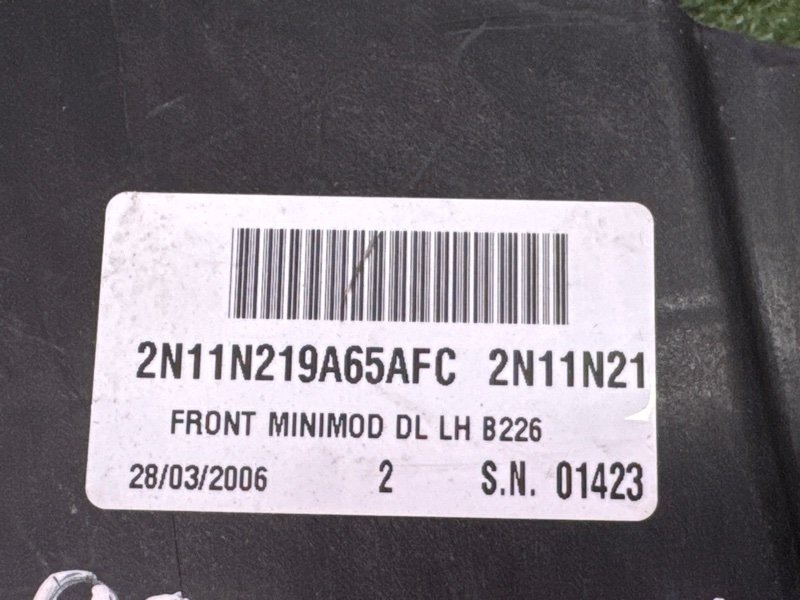 2N11N219A65AFC 2N11N21
FRONT MINIMOD DL LH B226
28/03/2006 2 S.N. 01423